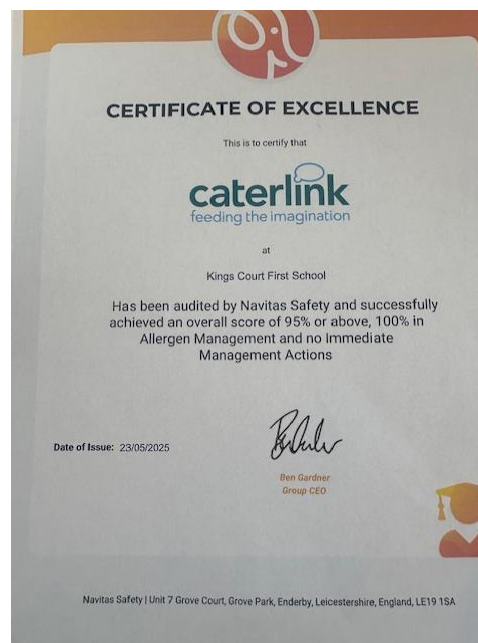 CERTIFICATE OF EXCELLENCE
This is to certify that
caterlink
feeding the imagination
at
Kings Court First School
Has been audited by Navitas Safety and successfully
achieved an overall score of 95% or above, 100% in
Allergen Management and no Immediate
Management Actions
Date of Issue: 23/05/2025
Ben Gardner
Group CEO
Navitas Safety | Unit 7 Grove Court, Grove Park, Enderby, Leicestershire, England, LE19 1SA